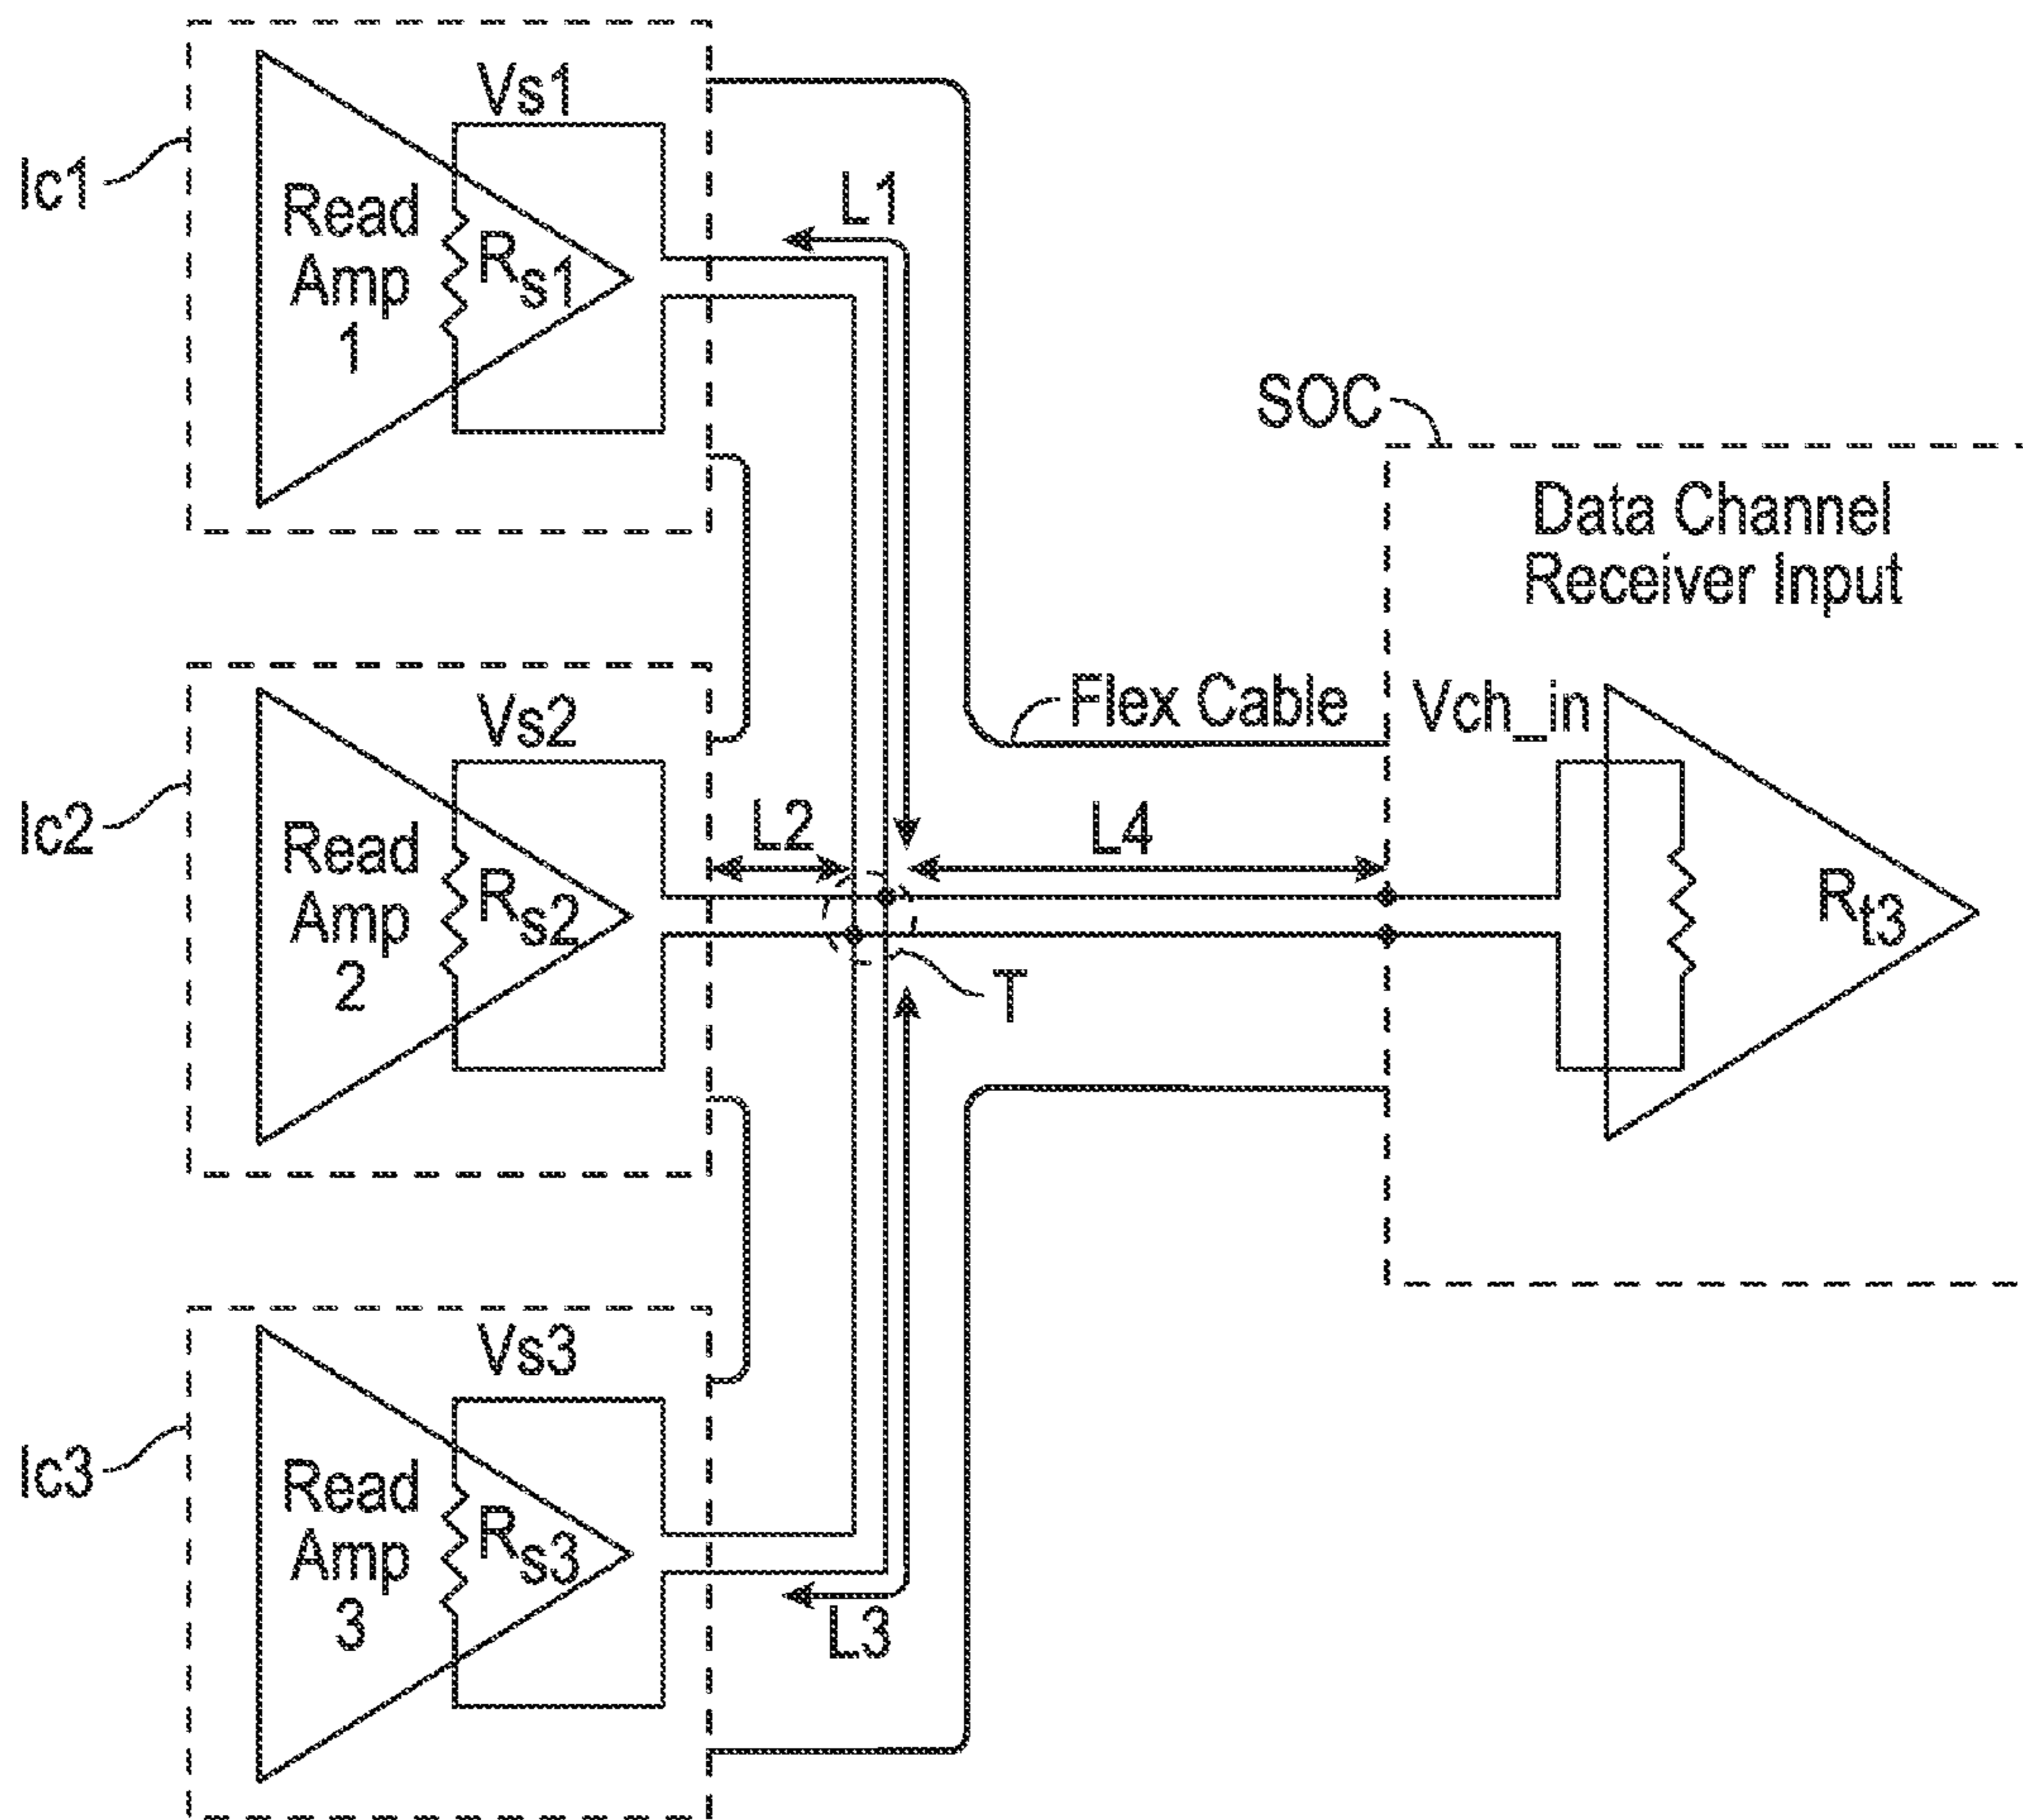 Ic1
Vs1
Read
Amp
1
Rs1
L1
SOC
Data Channel
Receiver Input
Ic2
Vs2
Read
Amp
2
Rs2
L2
Flex Cable
L4
Vch_in
Rt3
T
Ic3
Vs3
Read
Amp
3
Rs3
L3